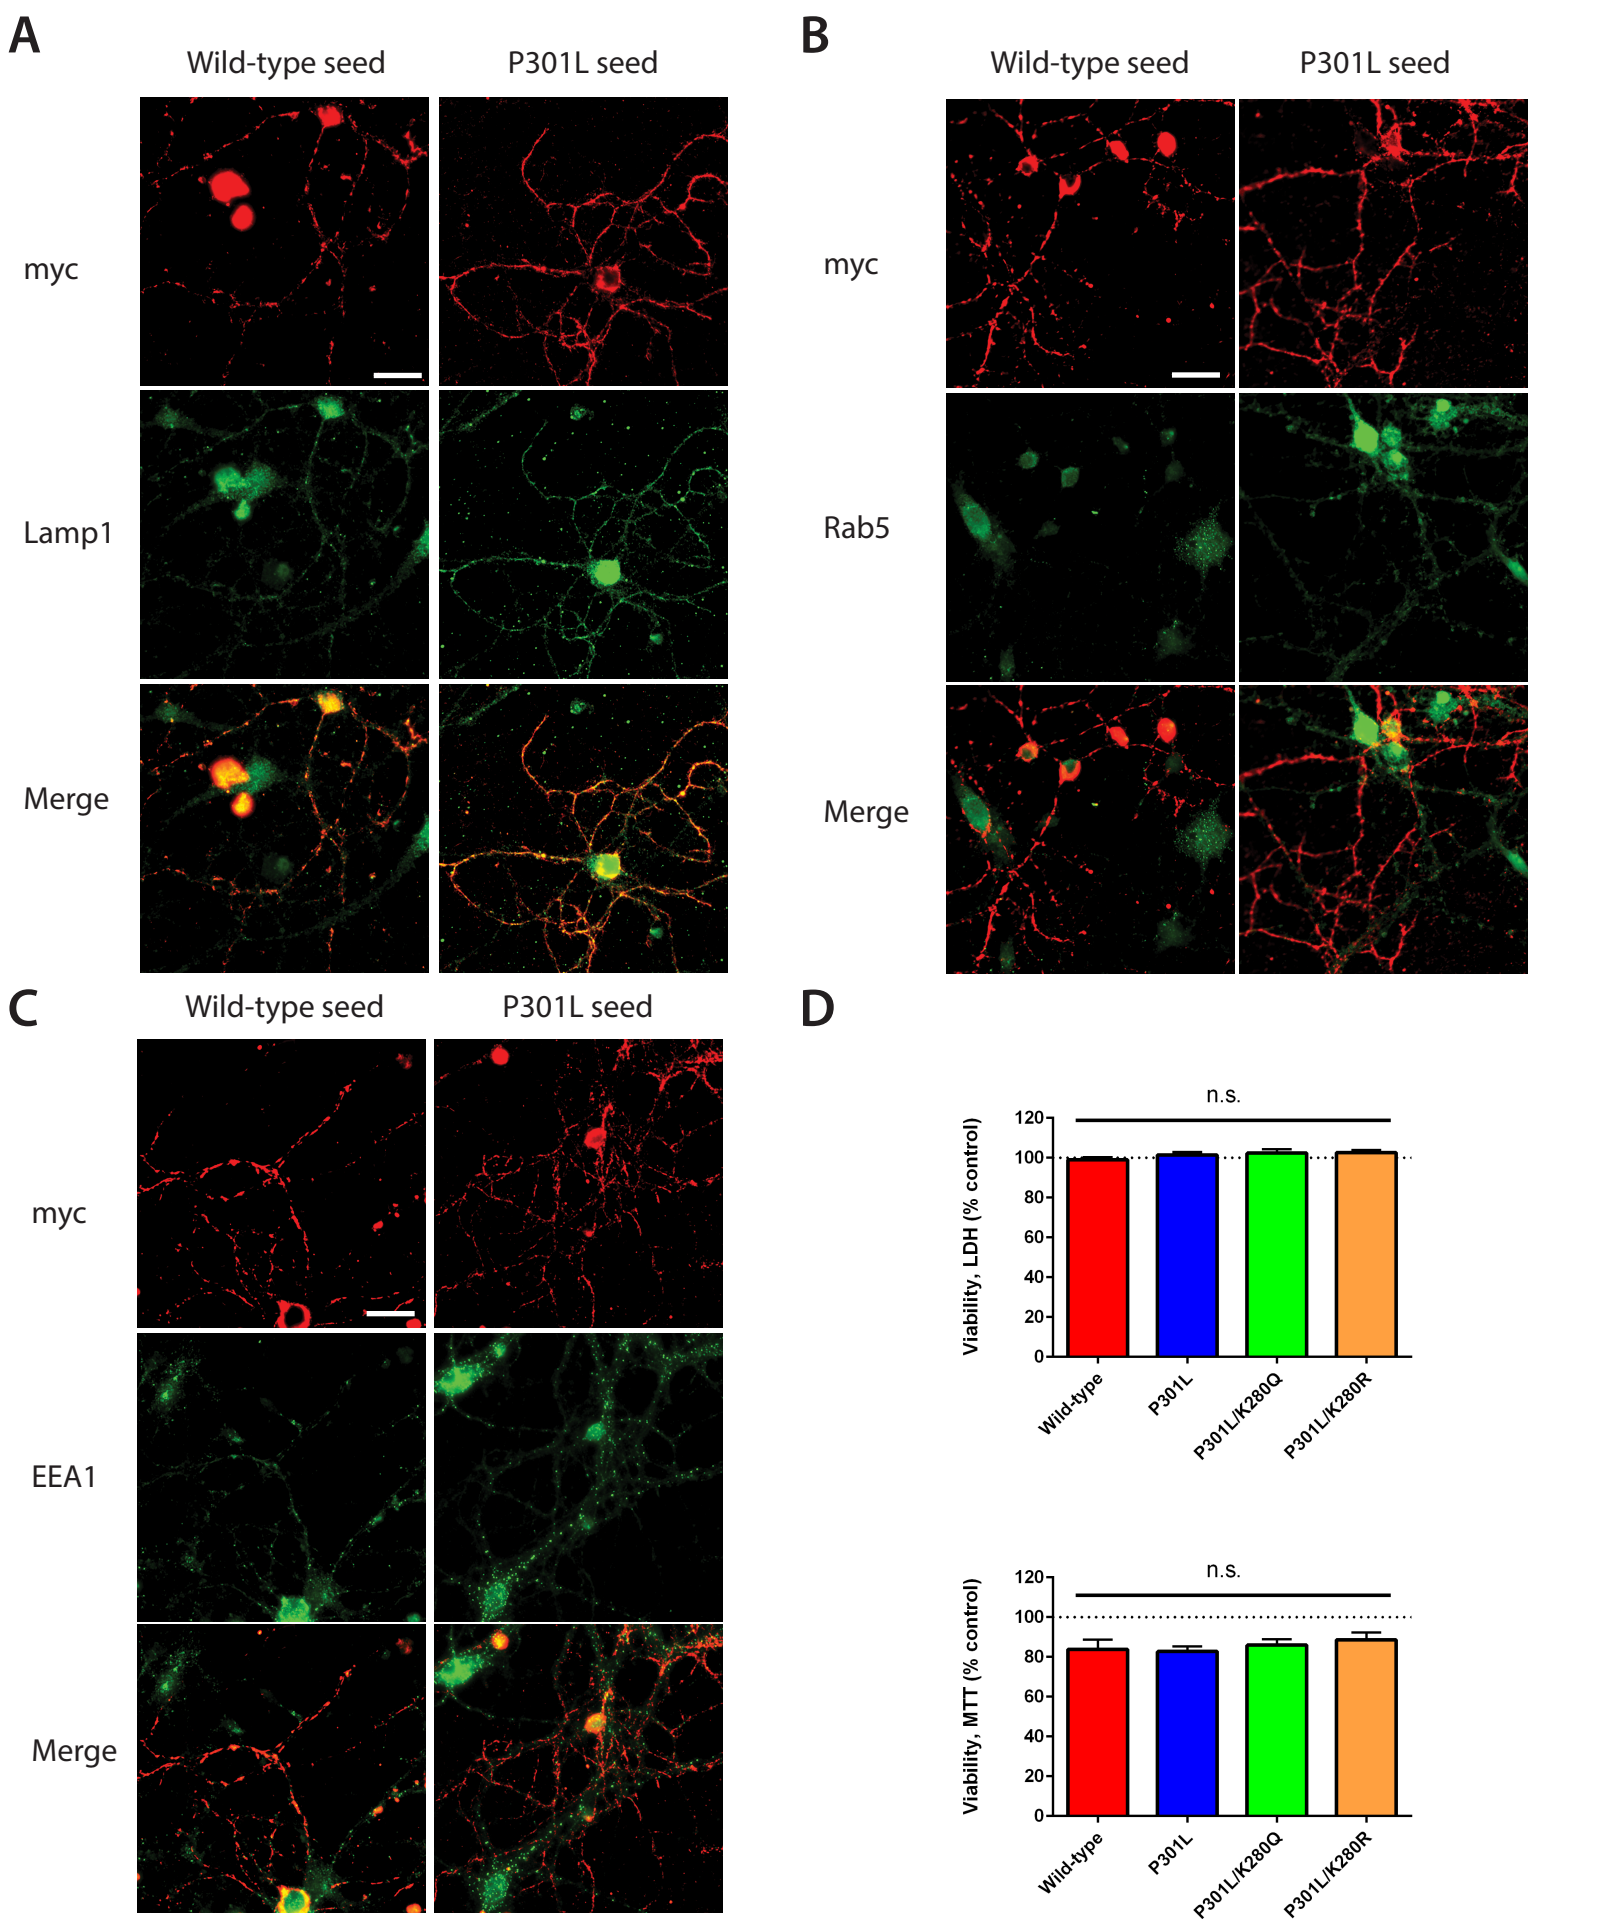 A
Wild-type seed
P301L seed
myc
Lamp1
Merge
B
Wild-type seed
P301L seed
myc
Rab5
Merge
C
Wild-type seed
P301L seed
myc
EEA1
Merge
D
n.s.
Viability, LDH (% control)
120
100
80
60
40
20
0
Wild-type
P301L
P301L/K280Q
P301L/K280R
n.s.
Viability, MTT (% control)
120
100
80
60
40
20
0
Wild-type
P301L
P301L/K280Q
P301L/K280R